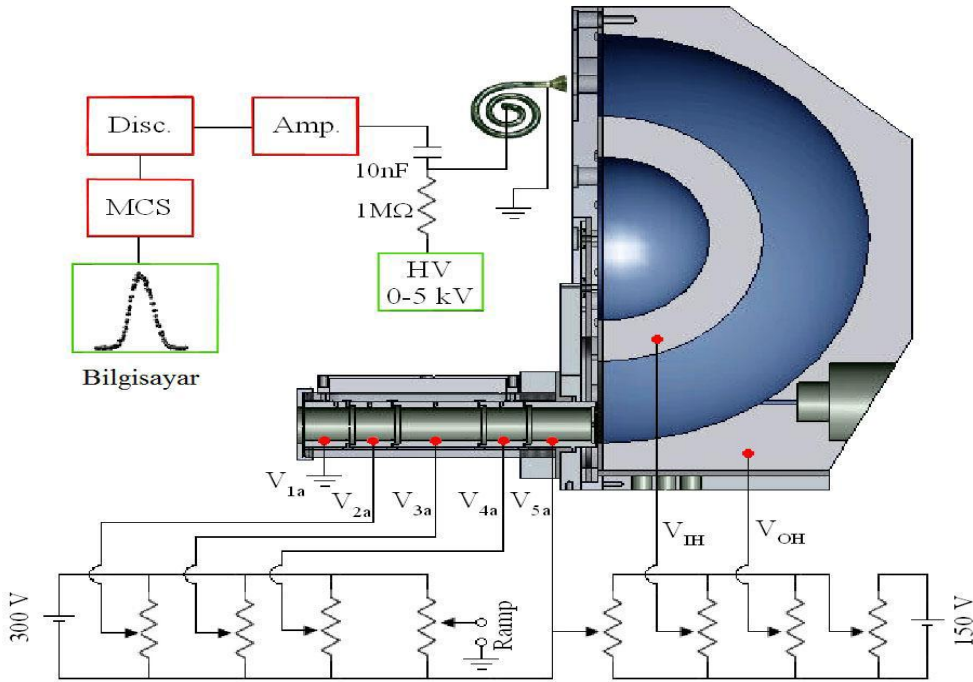 Disc.
Amp.
10nF
1MΩ
MCS
HV
0-5 kV
Bilgisayar
V1a
V2a
V3a
V4a
V5a
VIH
VOH
300 V
Ramp
150 V